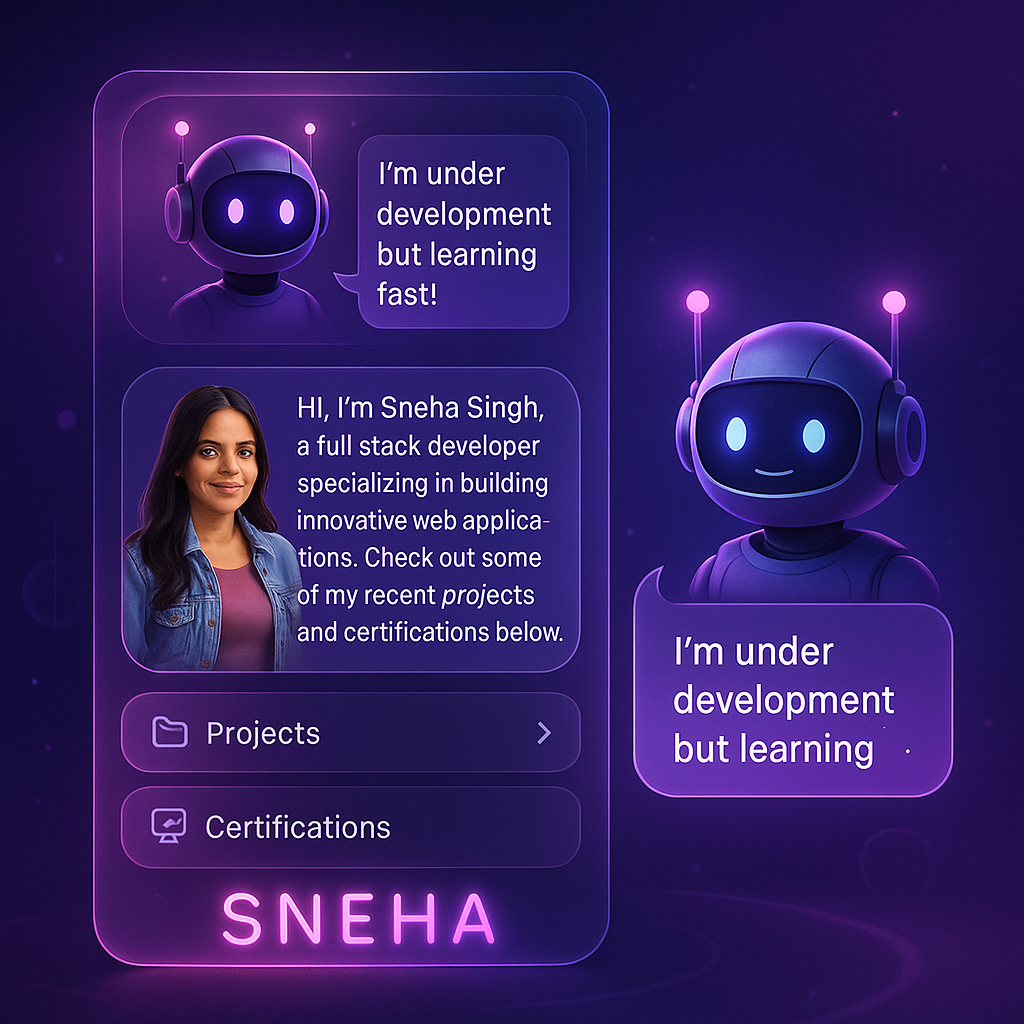 I'm under
development
but learning
fast!
HI, I'm Sneha Singh,
a full stack developer
specializing in building
innovative web applica-
tions. Check out some
of my recent projects
and certifications below.
Projects
Certifications
SNEHA
I'm under
development
but learning .